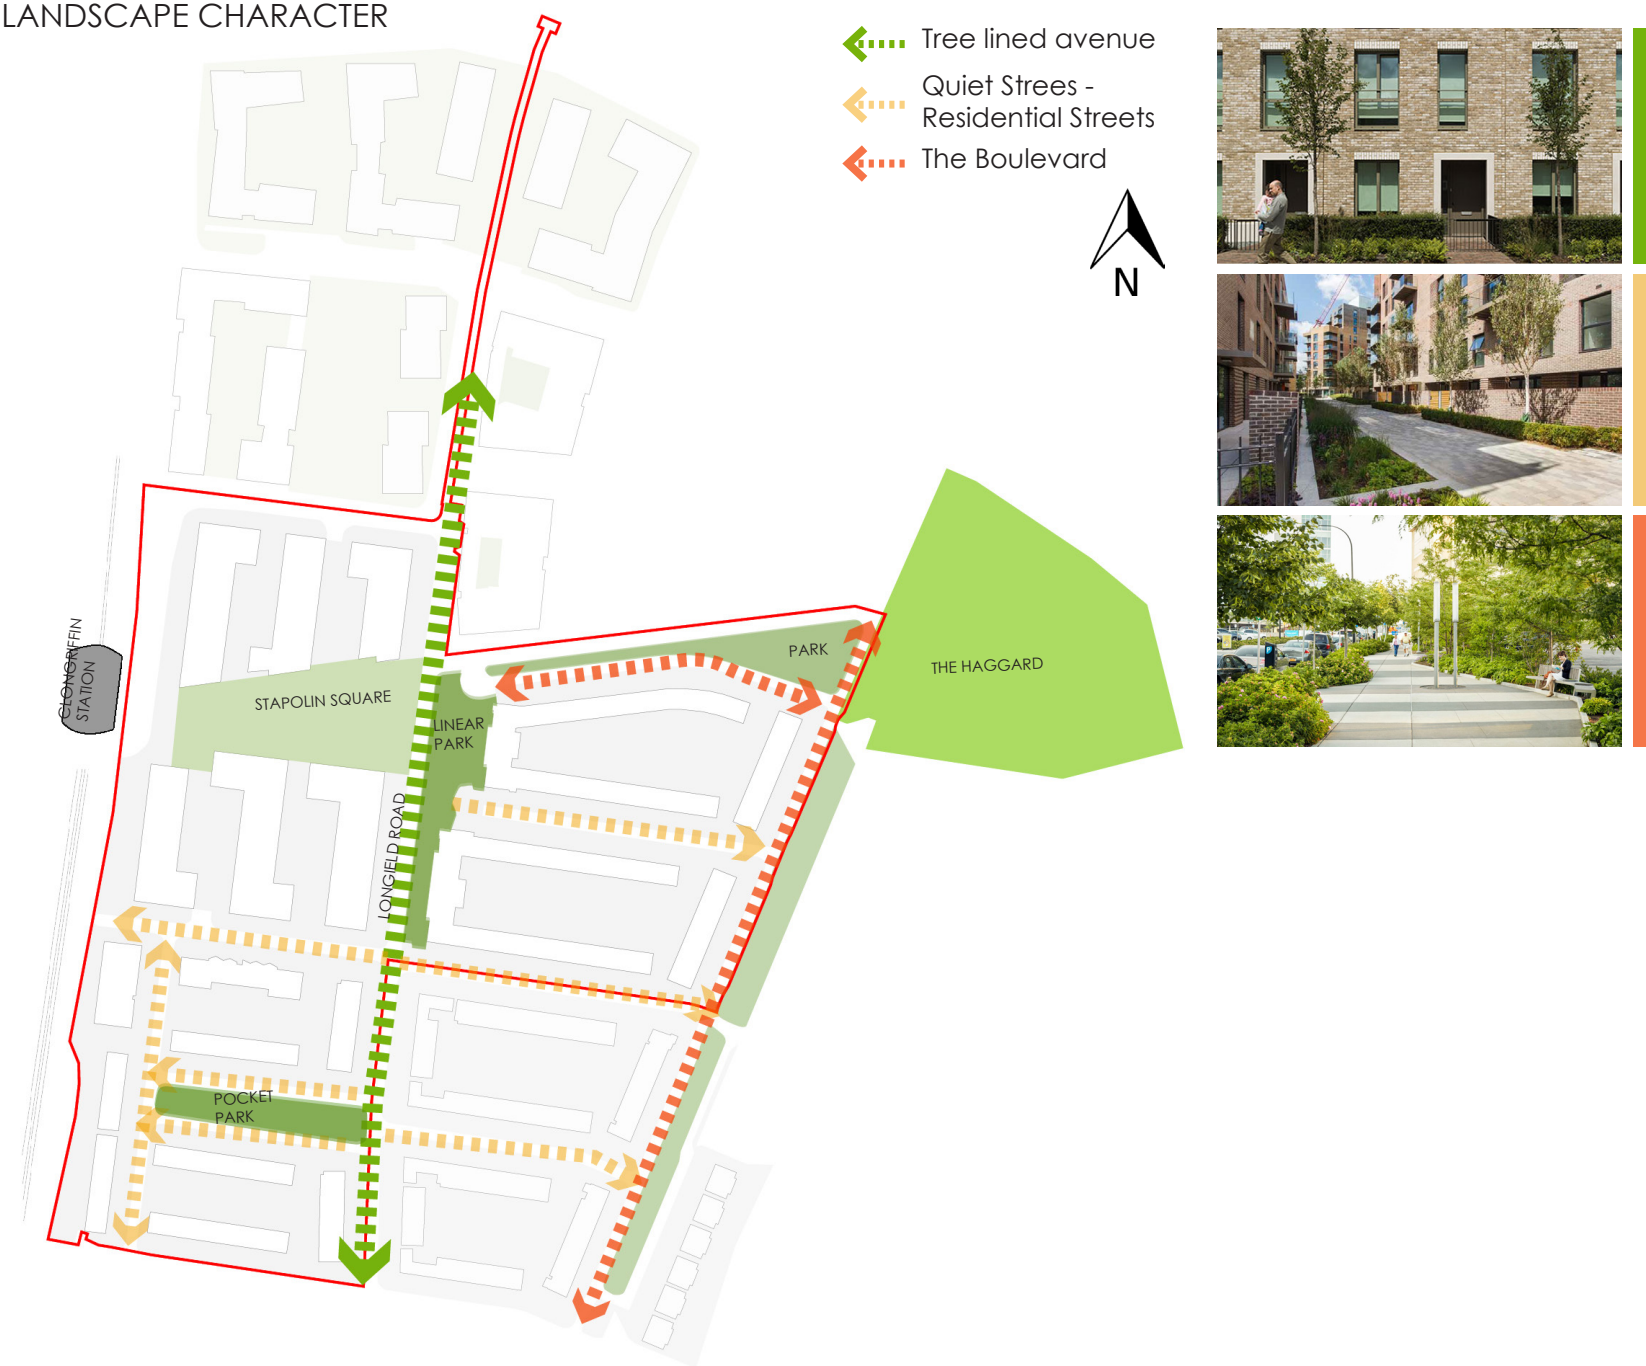 LANDSCAPE CHARACTER
Tree lined avenue
Quiet Strees -
Residential Streets
The Boulevard
N
CLONGRIFFIN
STATION
STAPOLIN SQUARE
LINEAR
PARK
PARK
THE HAGGARD
LONGIELD ROAD
POCKET
PARK